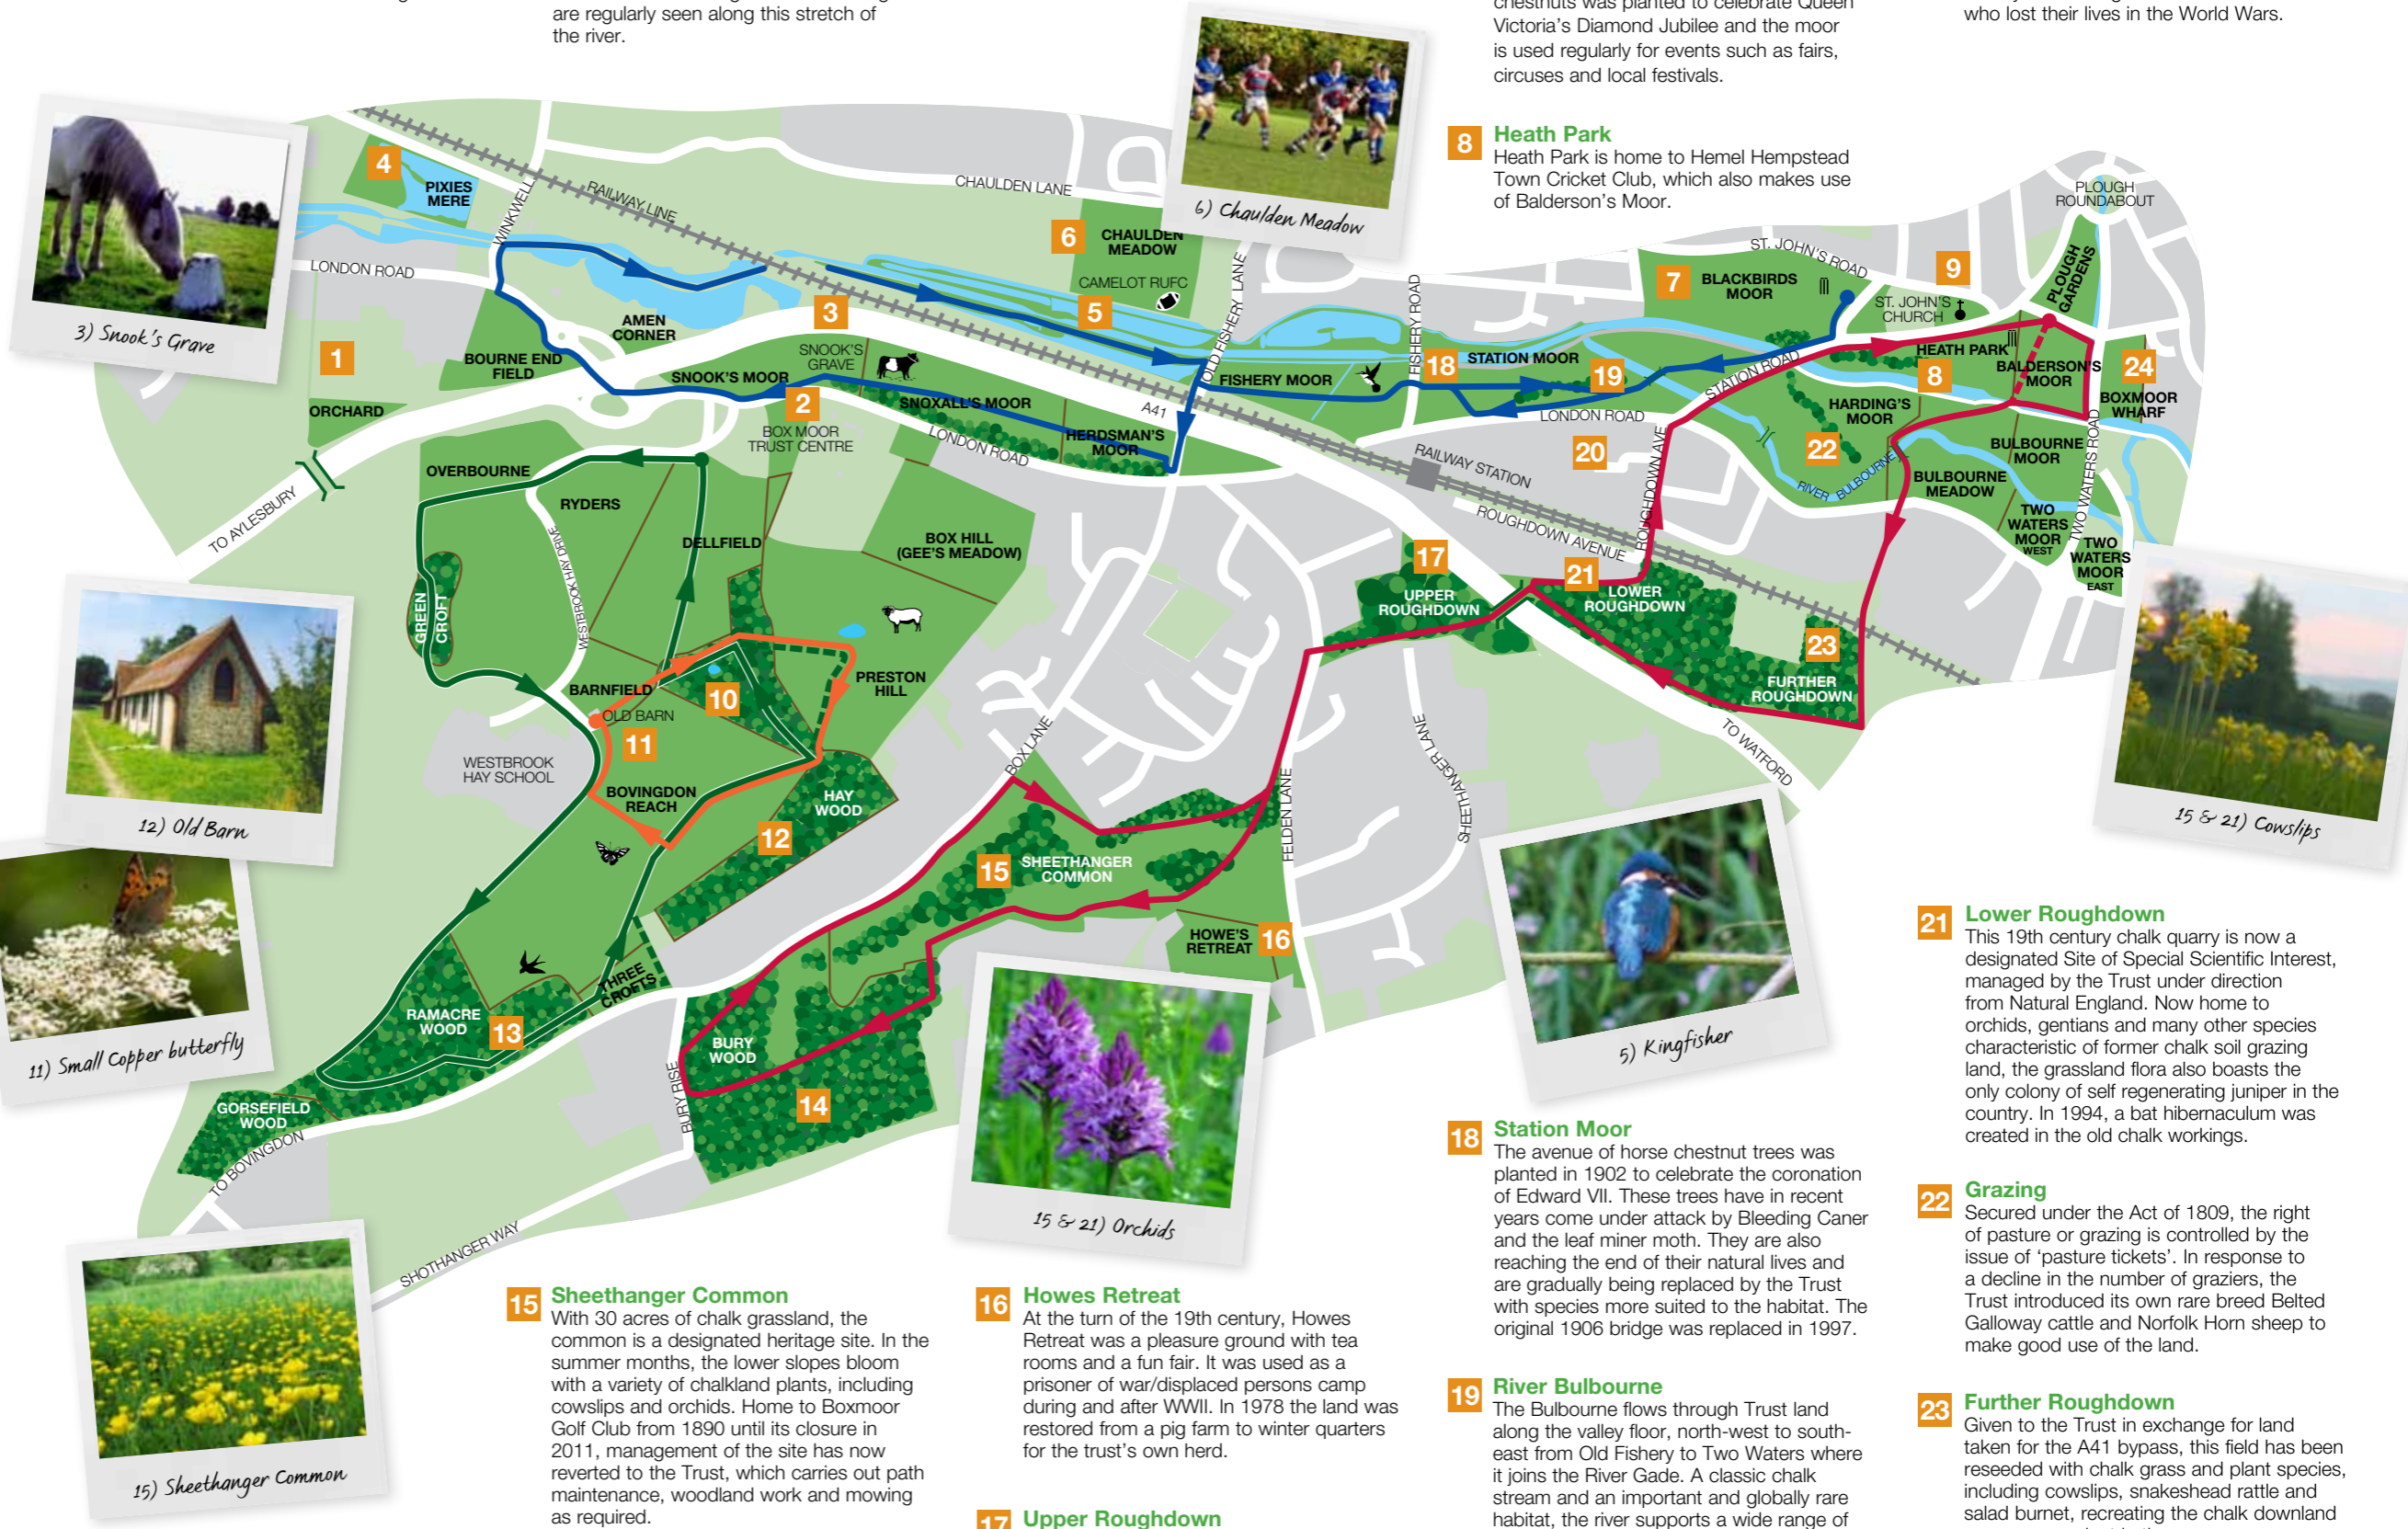 are regularly seen along this stretch of
the river.
chestnuts was planted to celebrate Queen
Victoria's Diamond Jubilee and the moor
is used regularly for events such as fairs,
circuses and local festivals.
who lost their lives in the World Wars.
8 Heath Park
Heath Park is home to Hemel Hempstead
Town Cricket Club, which also makes use
of Balderson's Moor.
3) Snook's Grave
6) Chaulden Meadow
12) Old Barn
11) Small Copper butterfly
15) Sheethanger Common
15 & 21) Orchids
5) Kingfisher
15 & 21) Cowslips
4
PIXIES
MERE
WINKWELL
RAILWAY LINE
CHAULDEN LANE
6
CHAULDEN
MEADOW
CAMELOT RUFC
5
OLD FISHERY LANE
FISHERY ROAD
7
BLACKBIRDS
MOOR
ST. JOHN'S ROAD
9
ST. JOHN'S
CHURCH
PLOUGH
ROUNDABOUT
PLOUGH
GARDENS
LONDON ROAD
1
ORCHARD
BOURNE END
FIELD
AMEN
CORNER
3
SNOOK'S
GRAVE
SNOOK'S MOOR
2
BOX MOOR
TRUST CENTRE
SNOXALL'S MOOR
LONDON ROAD
HERDSMAN'S
MOOR
A41
FISHERY MOOR
18
STATION MOOR
19
LONDON ROAD
STATION ROAD
HEATH PARK
8
BALDERSON'S
MOOR
24
BOXMOOR
WHARF
HARDING'S
MOOR
22
RIVER BULBOURNE
BULBOURNE
MOOR
BULBOURNE
MEADOW
TWO WATERS ROAD
TWO
WATERS
MOOR
WEST
TWO
WATERS
MOOR
EAST
20
RAILWAY STATION
ROUGHDOWN AVENUE
ROUGHDOWN AVE
TO AYLESBURY
OVERBOURNE
RYDERS
WESTBROOK HAY DRIVE
DELLFIELD
BOX HILL
(GEE'S MEADOW)
GREEN
CROFT
BARNFIELD
10
PRESTON
HILL
OLD BARN
11
WESTBROOK
HAY SCHOOL
BOVINGDON
REACH
HAY
WOOD
12
17
UPPER
ROUGHDOWN
21
LOWER
ROUGHDOWN
23
FURTHER
ROUGHDOWN
TO WATFORD
BOX LANE
FELDEN LANE
SHEETHANGER LANE
15
SHEETHANGER
COMMON
HOWE'S
RETREAT
16
THREE
CROFTS
RAMACRE
WOOD
13
BURY
WOOD
BURY RISE
14
GORSEFIELD
WOOD
TO BOVINGDON
SHOTHANGER WAY
15 Sheethanger Common
With 30 acres of chalk grassland, the
common is a designated heritage site. In the
summer months, the lower slopes bloom
with a variety of chalkland plants, including
cowslips and orchids. Home to Boxmoor
Golf Club from 1890 until its closure in
2011, management of the site has now
reverted to the Trust, which carries out path
maintenance, woodland work and mowing
as required.
16 Howes Retreat
At the turn of the 19th century, Howes
Retreat was a pleasure ground with tea
rooms and a fun fair. It was used as a
prisoner of war/displaced persons camp
during and after WWII. In 1978 the land was
restored from a pig farm to winter quarters
for the trust's own herd.
17 Upper Roughdown
18 Station Moor
The avenue of horse chestnut trees was
planted in 1902 to celebrate the coronation
of Edward VII. These trees have in recent
years come under attack by Bleeding Caner
and the leaf miner moth. They are also
reaching the end of their natural lives and
are gradually being replaced by the Trust
with species more suited to the habitat. The
original 1906 bridge was replaced in 1997.
19 River Bulbourne
The Bulbourne flows through Trust land
along the valley floor, north-west to south-
east from Old Fishery to Two Waters where
it joins the River Gade. A classic chalk
stream and an important and globally rare
habitat, the river supports a wide range of
21 Lower Roughdown
This 19th century chalk quarry is now a
designated Site of Special Scientific Interest,
managed by the Trust under direction
from Natural England. Now home to
orchids, gentians and many other species
characteristic of former chalk soil grazing
land, the grassland flora also boasts the
only colony of self regenerating juniper in the
country. In 1994, a bat hibernaculum was
created in the old chalk workings.
22 Grazing
Secured under the Act of 1809, the right
of pasture or grazing is controlled by the
issue of 'pasture tickets'. In response to
a decline in the number of graziers, the
Trust introduced its own rare breed Belted
Galloway cattle and Norfolk Horn sheep to
make good use of the land.
23 Further Roughdown
Given to the Trust in exchange for land
taken for the A41 bypass, this field has been
reseeded with chalk grass and plant species,
including cowslips, snakeshead rattle and
salad burnet, recreating the chalk downland